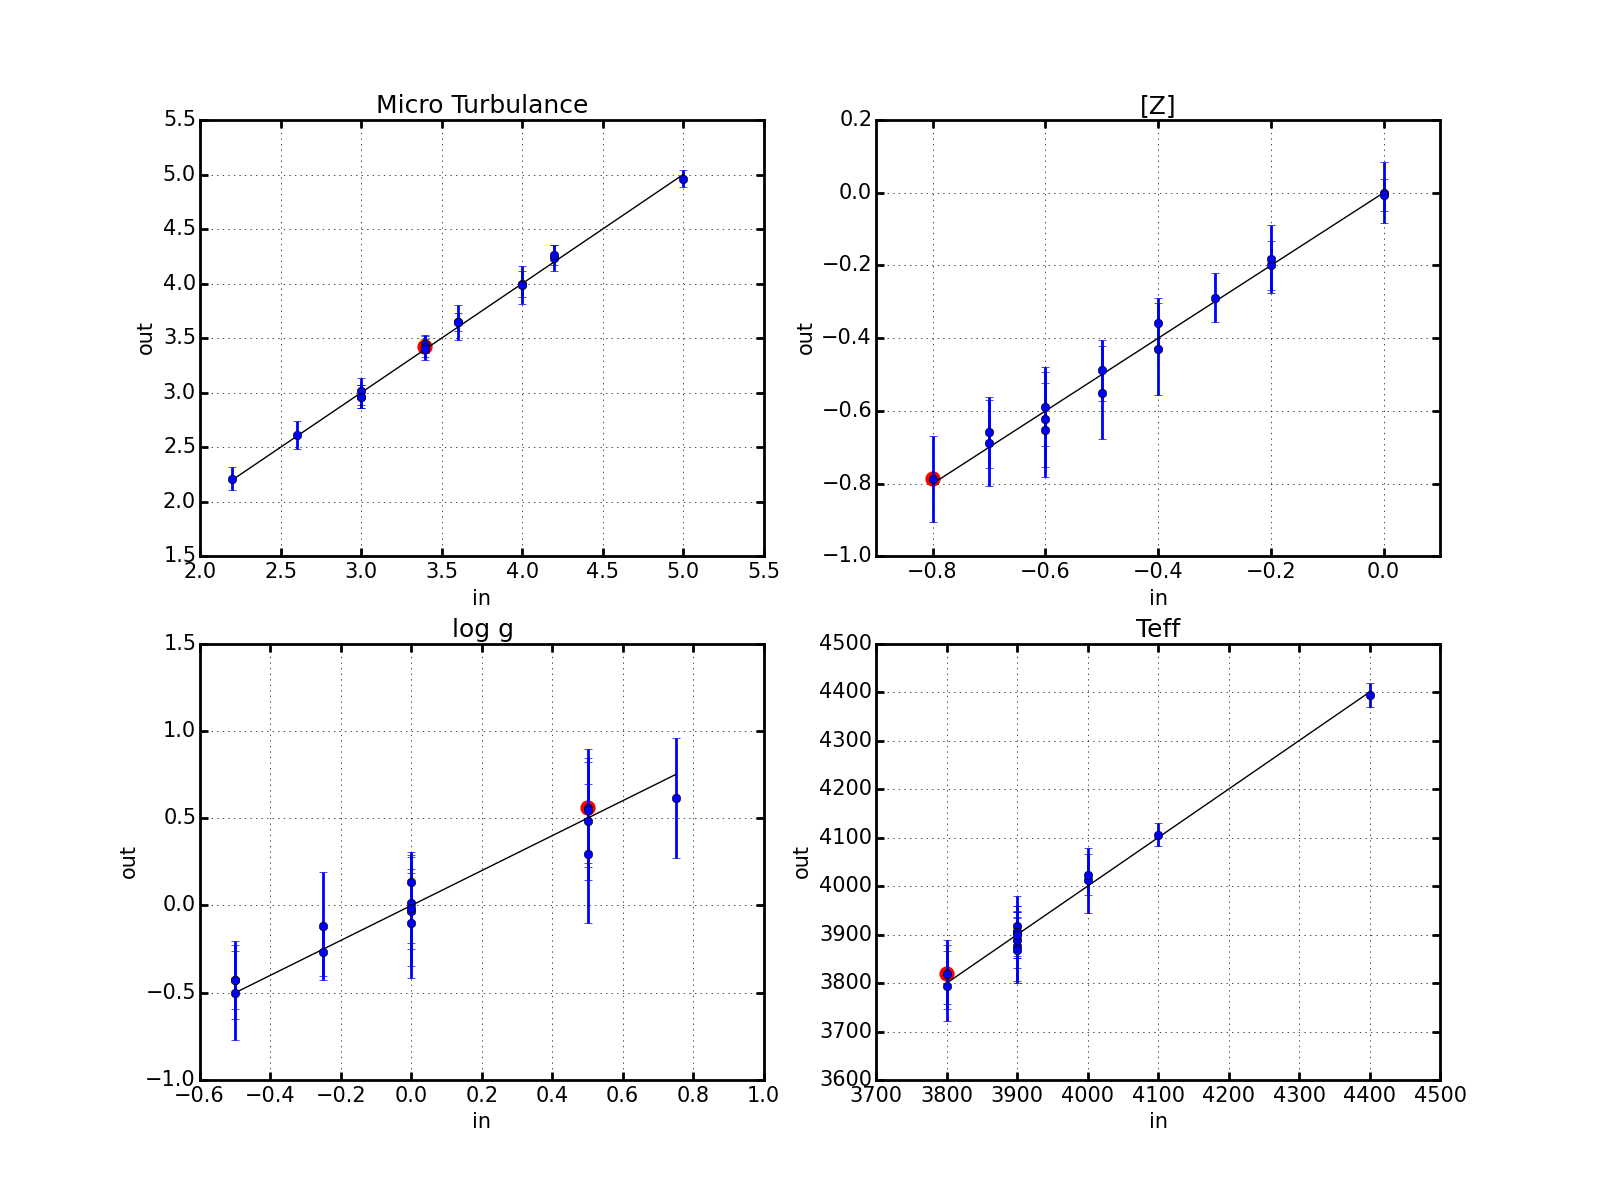 Micro Turbulance
5.5
5.0
4.5
4.0
3.5
3.0
2.5
2.0
1.5
out
2.0 2.5 3.0 3.5 4.0 4.5 5.0 5.5
in
[Z]
0.2
0.0
−0.2
−0.4
−0.6
−0.8
−1.0
out
−0.8 −0.6 −0.4 −0.2 0.0
in
log g
1.5
1.0
0.5
0.0
−0.5
−1.0
out
−0.6 −0.4 −0.2 0.0 0.2 0.4 0.6 0.8 1.0
in
Teff
4500
4400
4300
4200
4100
4000
3900
3800
3700
3600
out
3700 3800 3900 4000 4100 4200 4300 4400 4500
in